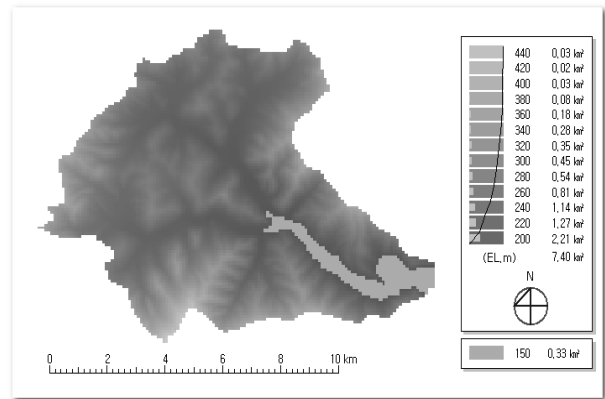 440 0,03 ㎢
420 0,02 ㎢
400 0,03 ㎢
380 0,08 ㎢
360 0,18 ㎢
340 0,28 ㎢
320 0,35 ㎢
300 0,45 ㎢
280 0,54 ㎢
260 0,81 ㎢
240 1,14 ㎢
220 1,27 ㎢
200 2,21 ㎢
(EL,m) 7,40 ㎢
N
150 0,33 ㎢
0 2 4 6 8 10 km